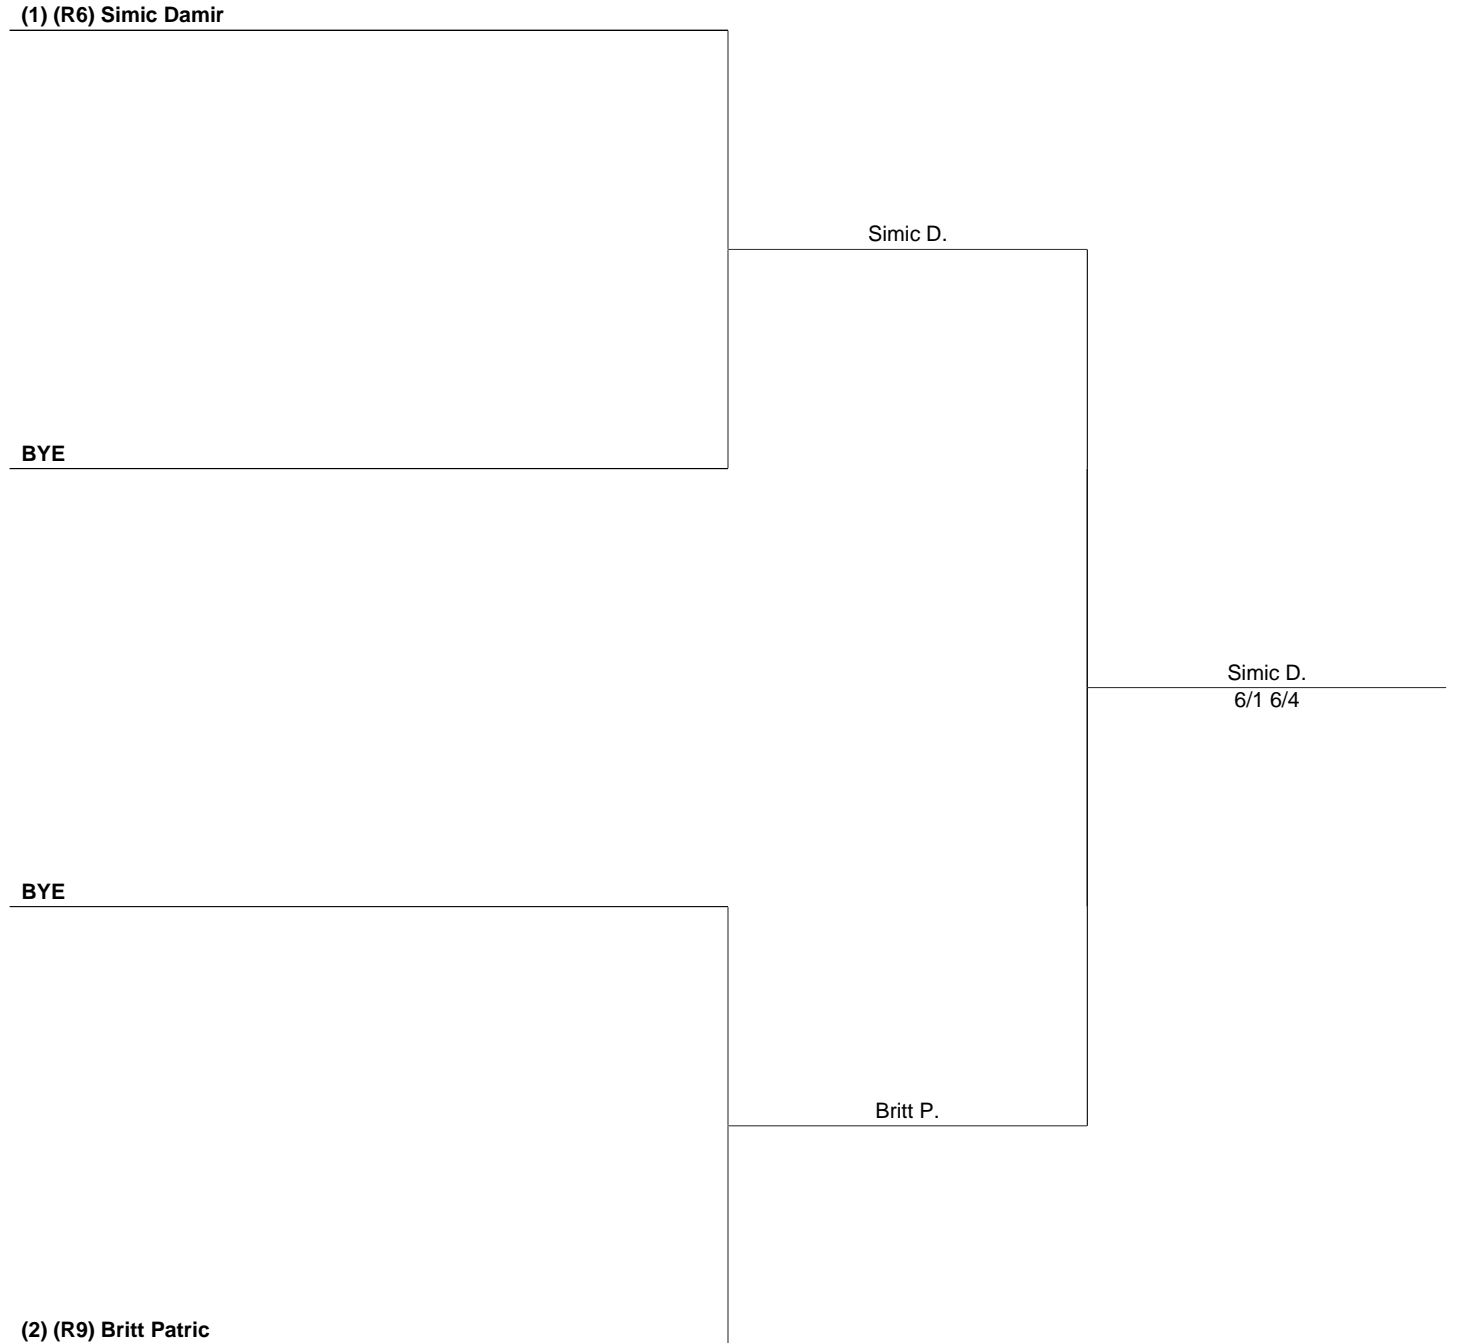 (1) (R6) Simic Damir
Simic D.
BYE
Simic D.
6/1 6/4
BYE
Britt P.
(2) (R9) Britt Patric